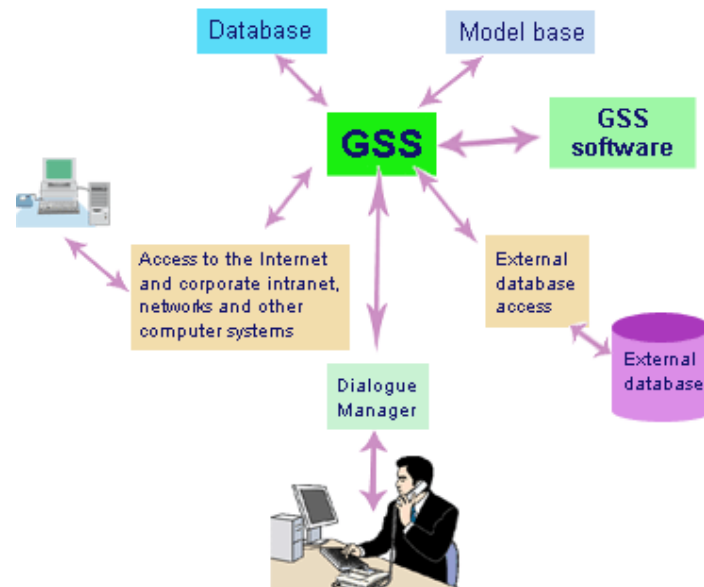 Database
Model base
GSS
GSS
software
Access to the Internet
and corporate intranet,
networks and other
computer systems
External
database
access
External
database
Dialogue
Manager